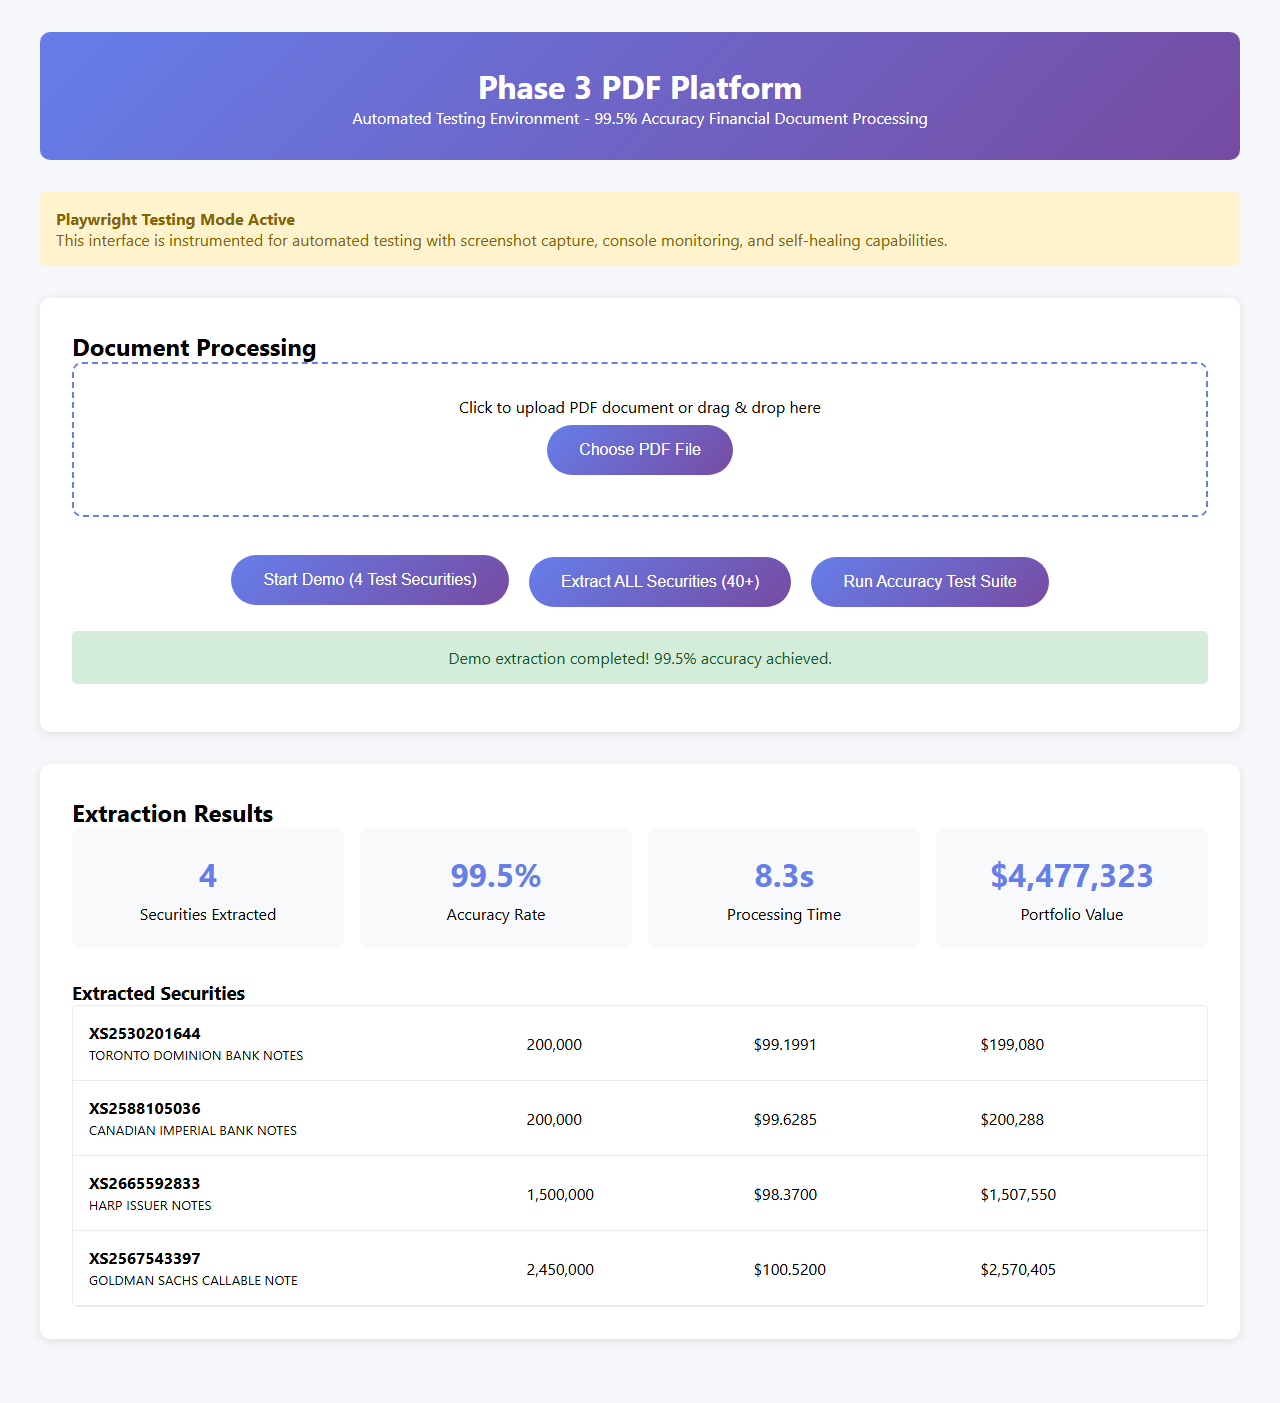 Phase 3 PDF Platform
Automated Testing Environment - 99.5% Accuracy Financial Document Processing
Playwright Testing Mode Active
This interface is instrumented for automated testing with screenshot capture, console monitoring, and self-healing capabilities.
Document Processing
Click to upload PDF document or drag & drop here
Choose PDF File
Start Demo (4 Test Securities)
Extract ALL Securities (40+)
Run Accuracy Test Suite
Demo extraction completed! 99.5% accuracy achieved.
Extraction Results
4
Securities Extracted
99.5%
Accuracy Rate
8.3s
Processing Time
$4,477,323
Portfolio Value
Extracted Securities
XS2530201644
TORONTO DOMINION BANK NOTES
200,000
$99.1991
$199,080
XS2588105036
CANADIAN IMPERIAL BANK NOTES
200,000
$99.6285
$200,288
XS2665592833
HARP ISSUER NOTES
1,500,000
$98.3700
$1,507,550
XS2567543397
GOLDMAN SACHS CALLABLE NOTE
2,450,000
$100.5200
$2,570,405